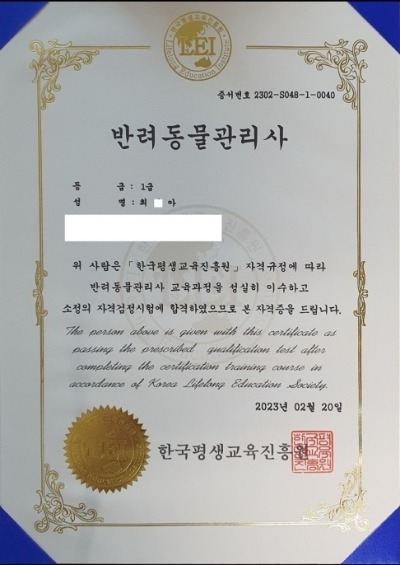 EEI
증서번호 2302-S048-1-0040
반려동물관리사
등 급 : 1급
성 명 : 최 아
위 사람은 「한국평생교육진흥원」 자격규정에 따라
반려동물관리사 교육과정을 성실히 이수하고
소정의 자격검정시험에 합격하였으므로 본 자격증을 드립니다.
The person above is given with this certificate as
passing the prescribed qualification test after
completing the certification training course in
accordance of Korea Lifelong Education Society.
2023년 02월 20일
한국평생교육진흥원